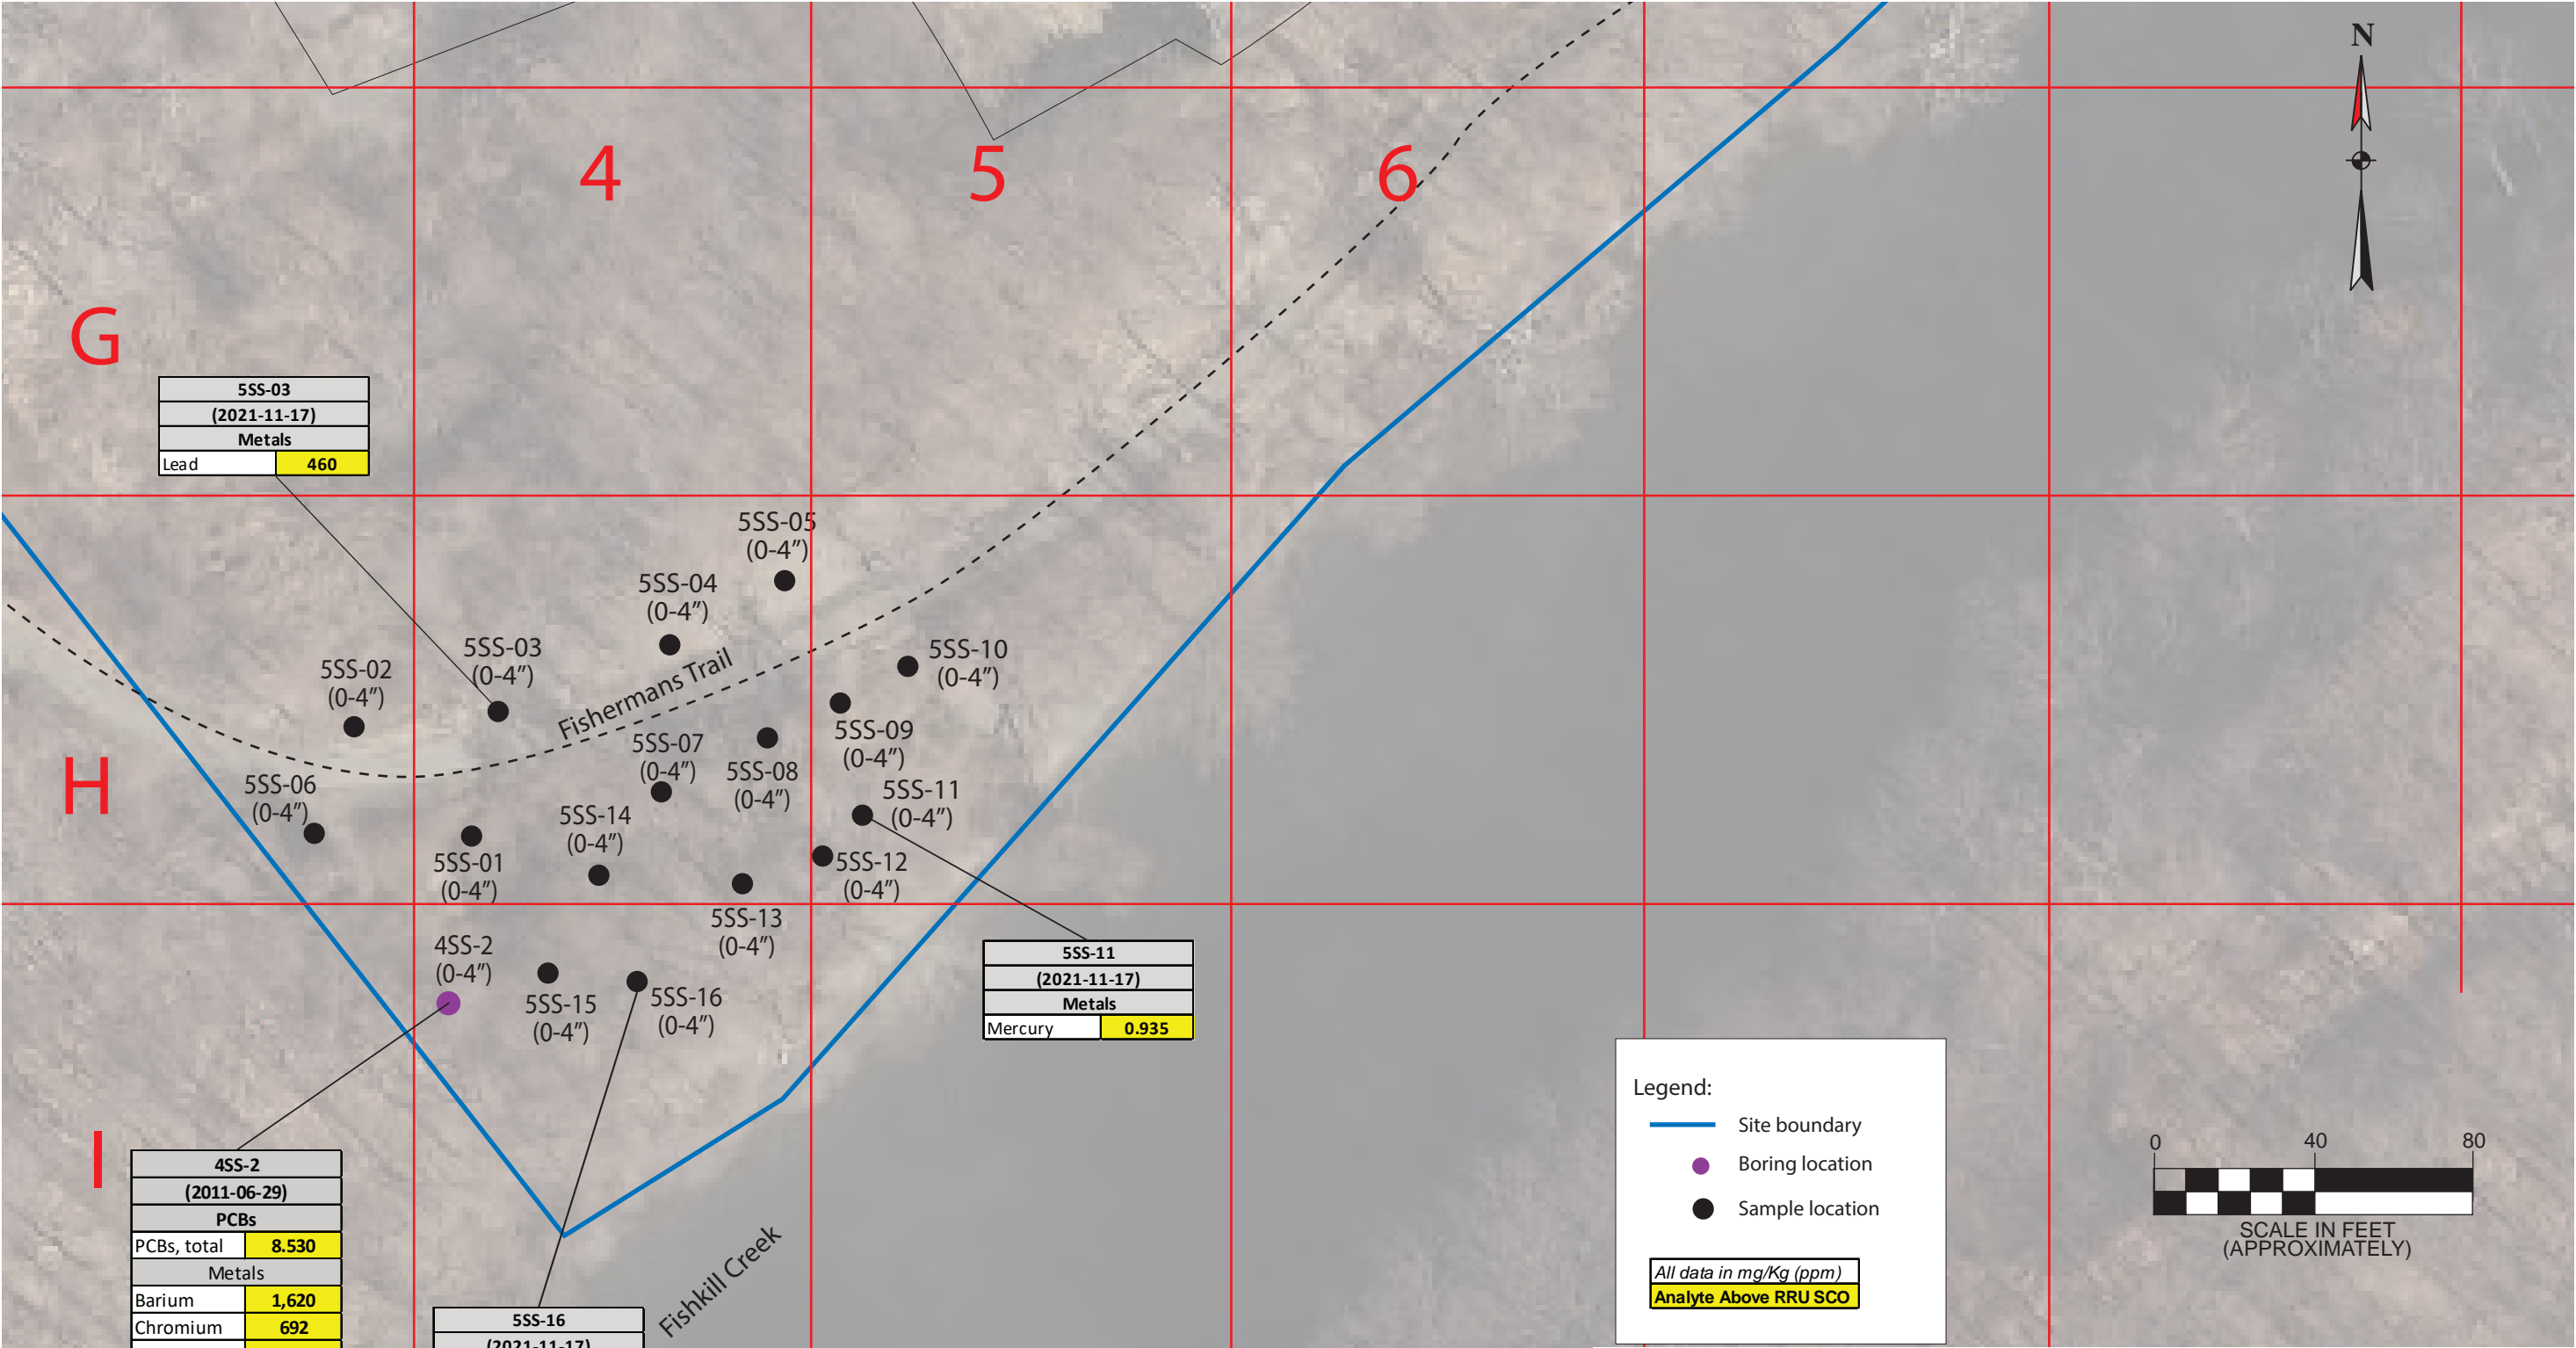 N
4
5
6
G
5SS-03
(2021-11-17)
Metals
Lead 460
5SS-05
(0-4”)
5SS-04
(0-4”)
5SS-03
(0-4”)
5SS-02
(0-4”)
Fishermans Trail
5SS-10
(0-4”)
5SS-09
(0-4”)
H
5SS-07
(0-4”)
5SS-08
(0-4”)
5SS-06
(0-4”)
5SS-11
(0-4”)
5SS-14
(0-4”)
5SS-01
(0-4”)
5SS-12
(0-4”)
5SS-13
(0-4”)
4SS-2
(0-4”)
5SS-15
(0-4”)
5SS-16
(0-4”)
5SS-11
(2021-11-17)
Metals
Mercury 0.935
I
4SS-2
(2011-06-29)
PCBs
PCBs, total 8.530
Metals
Barium 1,620
Chromium 692
5SS-16
(2021-11-17)
Fishkill Creek
Legend:
Site boundary
Boring location
Sample location
All data in mg/Kg (ppm)
Analyte Above RRU SCO
0 40 80
SCALE IN FEET
(APPROXIMATELY)